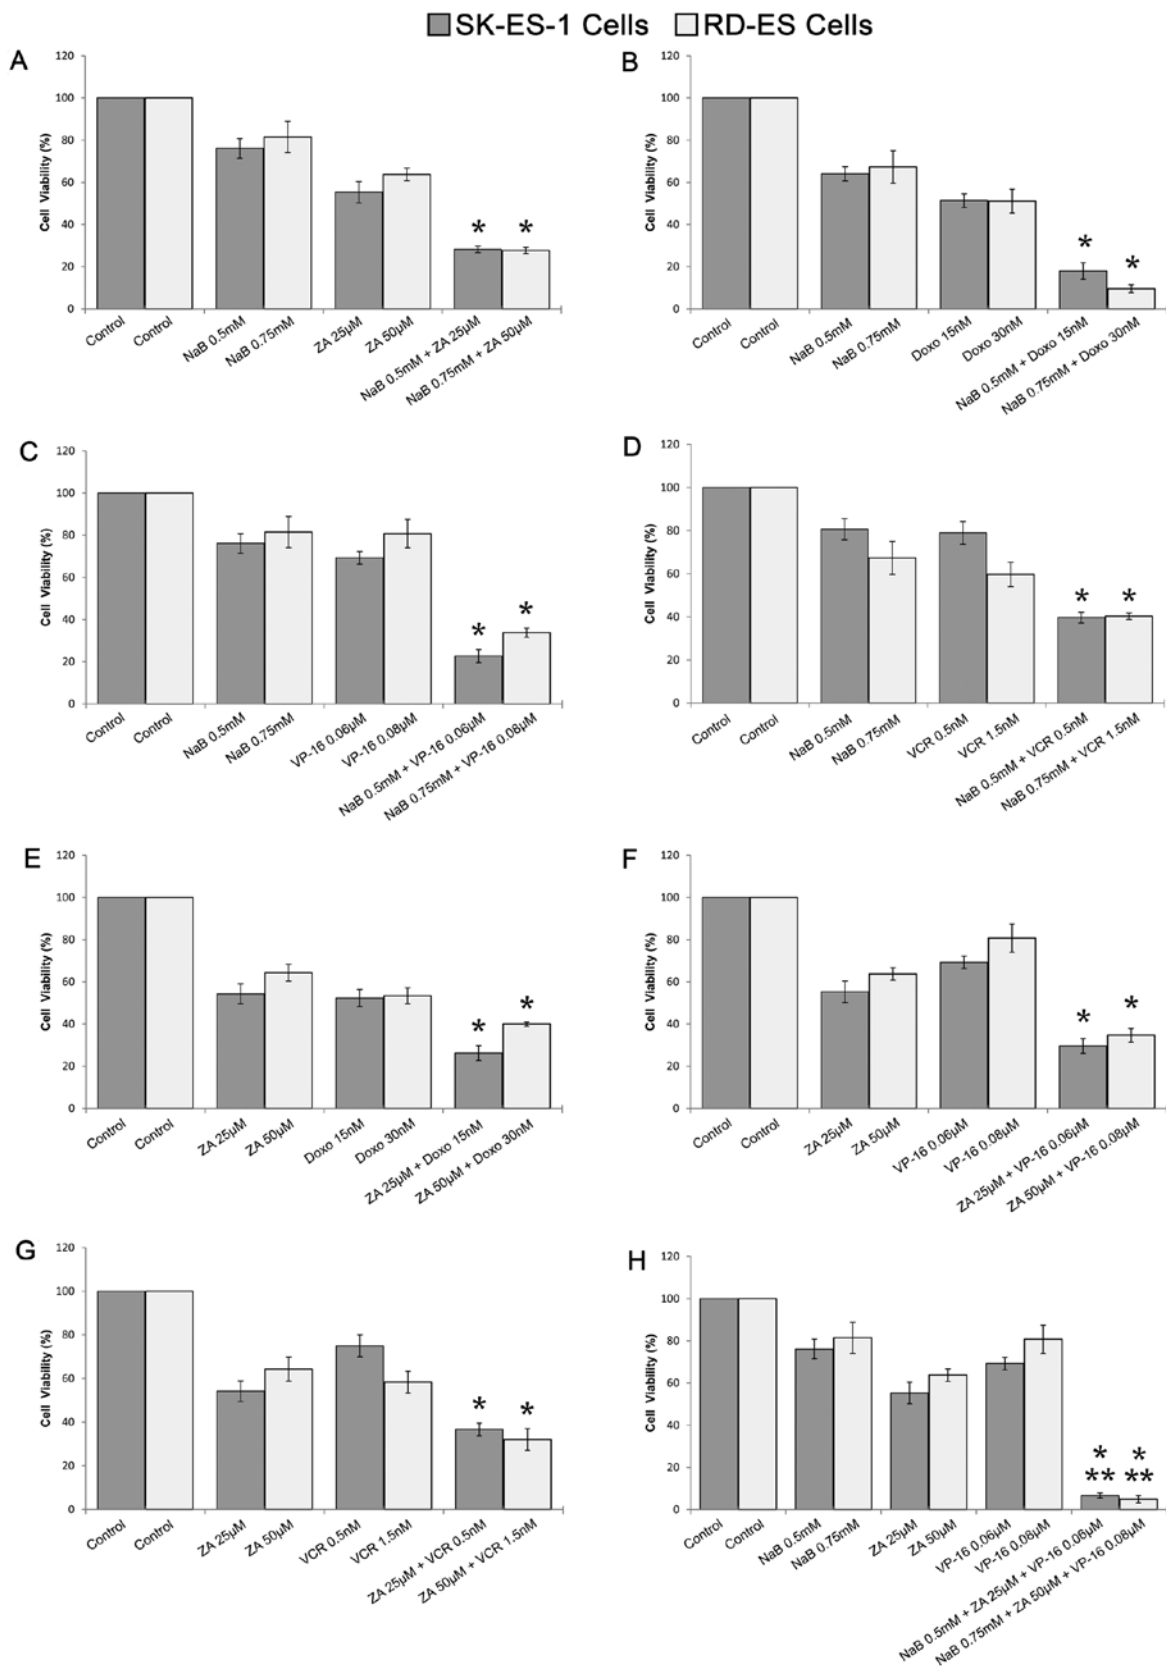 SK-ES-1 Cells RD-ES Cells
A
Cell Viability (%)
120
100
80
60
40
20
0
Control
Control
NaB 0.5mM
NaB 0.75mM
ZA 25µM
ZA 50µM
NaB 0.5mM + ZA 25µM
NaB 0.75mM + ZA 50µM
* *
B
Cell Viability (%)
120
100
80
60
40
20
0
Control
Control
NaB 0.5mM
NaB 0.75mM
Doxo 15nM
Doxo 30nM
NaB 0.5mM + Doxo 15nM
NaB 0.75mM + Doxo 30nM
* *
C
Cell Viability (%)
120
100
80
60
40
20
0
Control
Control
NaB 0.5mM
NaB 0.75mM
VP-16 0.06µM
VP-16 0.08µM
NaB 0.5mM + VP-16 0.06µM
NaB 0.75mM + VP-16 0.08µM
* *
D
Cell Viability (%)
120
100
80
60
40
20
0
Control
Control
NaB 0.5mM
NaB 0.75mM
VCR 0.5nM
VCR 1.5nM
NaB 0.5mM + VCR 0.5nM
NaB 0.75mM + VCR 1.5nM
* *
E
Cell Viability (%)
120
100
80
60
40
20
0
Control
Control
ZA 25µM
ZA 50µM
Doxo 15nM
Doxo 30nM
ZA 25µM + Doxo 15nM
ZA 50µM + Doxo 30nM
* *
F
Cell Viability (%)
120
100
80
60
40
20
0
Control
Control
ZA 25µM
ZA 50µM
VP-16 0.06µM
VP-16 0.08µM
ZA 25µM + VP-16 0.06µM
ZA 50µM + VP-16 0.08µM
* *
G
Cell Viability (%)
120
100
80
60
40
20
0
Control
Control
ZA 25µM
ZA 50µM
VCR 0.5nM
VCR 1.5nM
ZA 25µM + VCR 0.5nM
ZA 50µM + VCR 1.5nM
* *
H
Cell Viability (%)
120
100
80
60
40
20
0
Control
Control
NaB 0.5mM
NaB 0.75mM
ZA 25µM
ZA 50µM
VP-16 0.06µM
VP-16 0.08µM
NaB 0.5mM + ZA 25µM + VP-16 0.08µM
NaB 0.75mM + ZA 50µM + VP-16 0.08µM
* *
** **